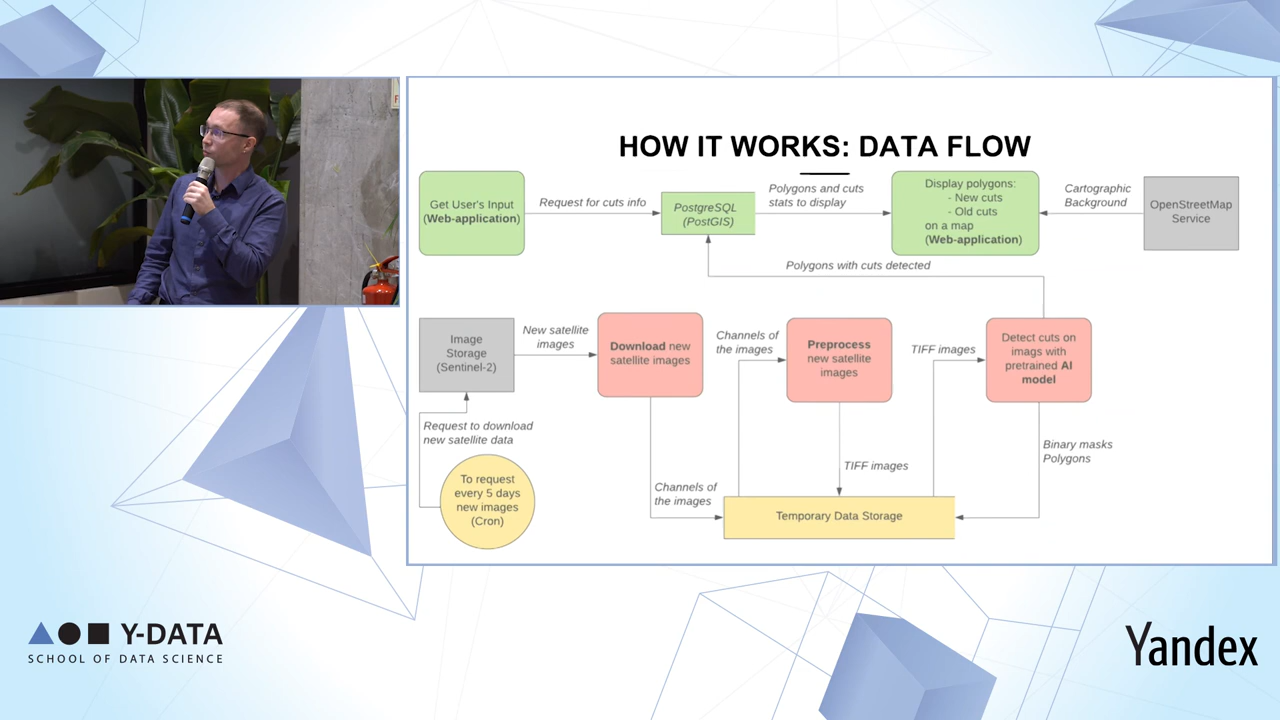 HOW IT WORKS: DATA FLOW
Get User's Input
(Web-application)
Request for cuts info
PostgreSQL
(PostGIS)
Polygons and cuts
stats to display
Display polygons:
- New cuts
- Old cuts
on a map
(Web-application)
Cartographic
Background
OpenStreetMap
Service
Polygons with cuts detected
Image
Storage
(Sentinel-2)
New satellite
images
Download new
satellite images
Channels of
the images
Preprocess
new satellite
images
TIFF images
Detect cuts on
imags with
pretrained AI
model
Request to download
new satellite data
To request
every 5 days
new images
(Cron)
Channels of
the images
TIFF images
Binary masks
Polygons
Temporary Data Storage
Y-DATA
SCHOOL OF DATA SCIENCE
Yandex